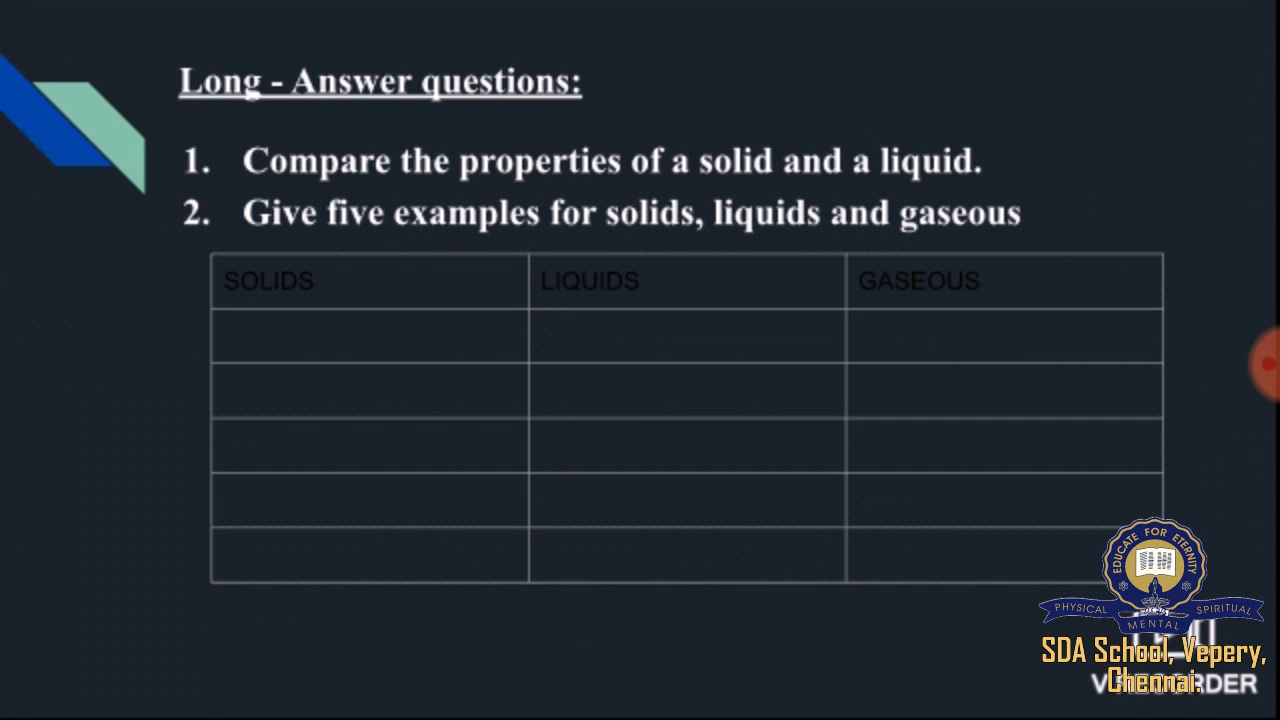 Long - Answer questions:
1. Compare the properties of a solid and a liquid.
2. Give five examples for solids, liquids and gaseous
SOLIDS LIQUIDS GASEOUS
EDUCATE FOR ETERNITY
PHYSICAL MENTAL SPIRITUAL
SDA School, Vepery,
Chennai.